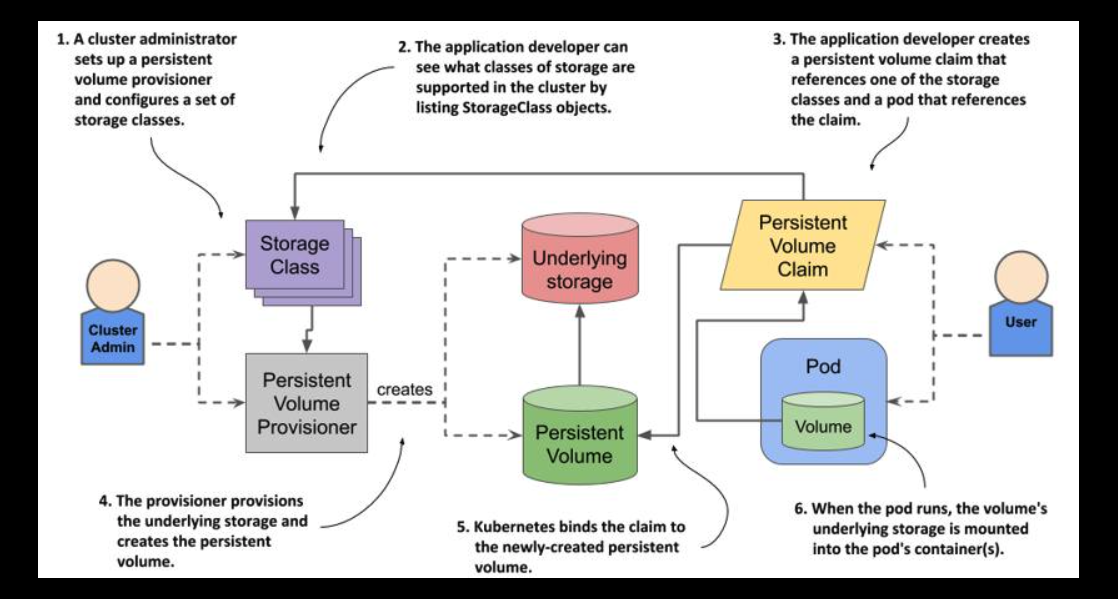 1. A cluster administrator
sets up a persistent
volume provisioner
and configures a set of
storage classes.
2. The application developer can
see what classes of storage are
supported in the cluster by
listing StorageClass objects.
3. The application developer creates
a persistent volume claim that
references one of the storage
classes and a pod that references
the claim.
Storage
Class
Underlying
storage
Persistent
Volume
Claim
Cluster
Admin
User
Persistent
Volume
Provisioner
creates
Persistent
Volume
Pod
Volume
4. The provisioner provisions
the underlying storage and
creates the persistent
volume.
5. Kubernetes binds the claim to
the newly-created persistent
volume.
6. When the pod runs, the volume's
underlying storage is mounted
into the pod's container(s).